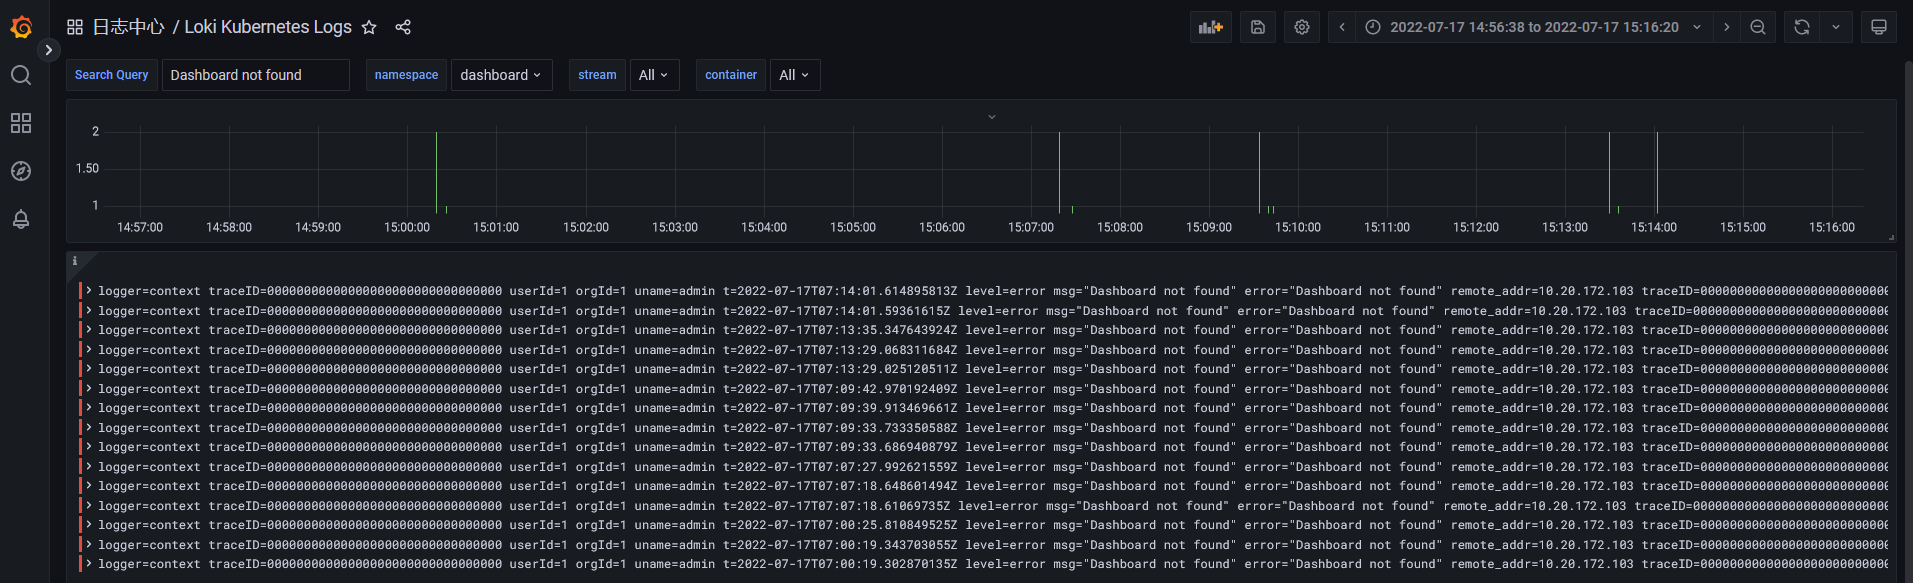 日志中心 / Loki Kubernetes Logs
2022-07-17 14:56:38 to 2022-07-17 15:16:20
Search Query Dashboard not found namespace dashboard stream All container All
2
1.50
1
14:57:00 14:58:00 14:59:00 15:00:00 15:01:00 15:02:00 15:03:00 15:04:00 15:05:00 15:06:00 15:07:00 15:08:00 15:09:00 15:10:00 15:11:00 15:12:00 15:13:00 15:14:00 15:15:00 15:16:00
i
logger=context traceID=00000000000000000000000000000000 userId=1 orgId=1 uname=admin t=2022-07-17T07:14:01.614895813Z level=error msg="Dashboard not found" error="Dashboard not found" remote_addr=10.20.172.103 traceID=00000000000000000000000
logger=context traceID=00000000000000000000000000000000 userId=1 orgId=1 uname=admin t=2022-07-17T07:14:01.59361615Z level=error msg="Dashboard not found" error="Dashboard not found" remote_addr=10.20.172.103 traceID=000000000000000000000000
logger=context traceID=00000000000000000000000000000000 userId=1 orgId=1 uname=admin t=2022-07-17T07:13:35.347643924Z level=error msg="Dashboard not found" error="Dashboard not found" remote_addr=10.20.172.103 traceID=00000000000000000000000
logger=context traceID=00000000000000000000000000000000 userId=1 orgId=1 uname=admin t=2022-07-17T07:13:29.068311684Z level=error msg="Dashboard not found" error="Dashboard not found" remote_addr=10.20.172.103 traceID=00000000000000000000000
logger=context traceID=00000000000000000000000000000000 userId=1 orgId=1 uname=admin t=2022-07-17T07:13:29.025120511Z level=error msg="Dashboard not found" error="Dashboard not found" remote_addr=10.20.172.103 traceID=00000000000000000000000
logger=context traceID=00000000000000000000000000000000 userId=1 orgId=1 uname=admin t=2022-07-17T07:09:42.970192409Z level=error msg="Dashboard not found" error="Dashboard not found" remote_addr=10.20.172.103 traceID=00000000000000000000000
logger=context traceID=00000000000000000000000000000000 userId=1 orgId=1 uname=admin t=2022-07-17T07:09:39.913469661Z level=error msg="Dashboard not found" error="Dashboard not found" remote_addr=10.20.172.103 traceID=00000000000000000000000
logger=context traceID=00000000000000000000000000000000 userId=1 orgId=1 uname=admin t=2022-07-17T07:09:33.733350588Z level=error msg="Dashboard not found" error="Dashboard not found" remote_addr=10.20.172.103 traceID=00000000000000000000000
logger=context traceID=00000000000000000000000000000000 userId=1 orgId=1 uname=admin t=2022-07-17T07:09:33.686940879Z level=error msg="Dashboard not found" error="Dashboard not found" remote_addr=10.20.172.103 traceID=00000000000000000000000
logger=context traceID=00000000000000000000000000000000 userId=1 orgId=1 uname=admin t=2022-07-17T07:07:27.992621559Z level=error msg="Dashboard not found" error="Dashboard not found" remote_addr=10.20.172.103 traceID=00000000000000000000000
logger=context traceID=00000000000000000000000000000000 userId=1 orgId=1 uname=admin t=2022-07-17T07:07:18.648601494Z level=error msg="Dashboard not found" error="Dashboard not found" remote_addr=10.20.172.103 traceID=00000000000000000000000
logger=context traceID=00000000000000000000000000000000 userId=1 orgId=1 uname=admin t=2022-07-17T07:07:18.61069735Z level=error msg="Dashboard not found" error="Dashboard not found" remote_addr=10.20.172.103 traceID=000000000000000000000000
logger=context traceID=00000000000000000000000000000000 userId=1 orgId=1 uname=admin t=2022-07-17T07:00:25.810849525Z level=error msg="Dashboard not found" error="Dashboard not found" remote_addr=10.20.172.103 traceID=00000000000000000000000
logger=context traceID=00000000000000000000000000000000 userId=1 orgId=1 uname=admin t=2022-07-17T07:00:19.343703055Z level=error msg="Dashboard not found" error="Dashboard not found" remote_addr=10.20.172.103 traceID=00000000000000000000000
logger=context traceID=00000000000000000000000000000000 userId=1 orgId=1 uname=admin t=2022-07-17T07:00:19.302870135Z level=error msg="Dashboard not found" error="Dashboard not found" remote_addr=10.20.172.103 traceID=00000000000000000000000